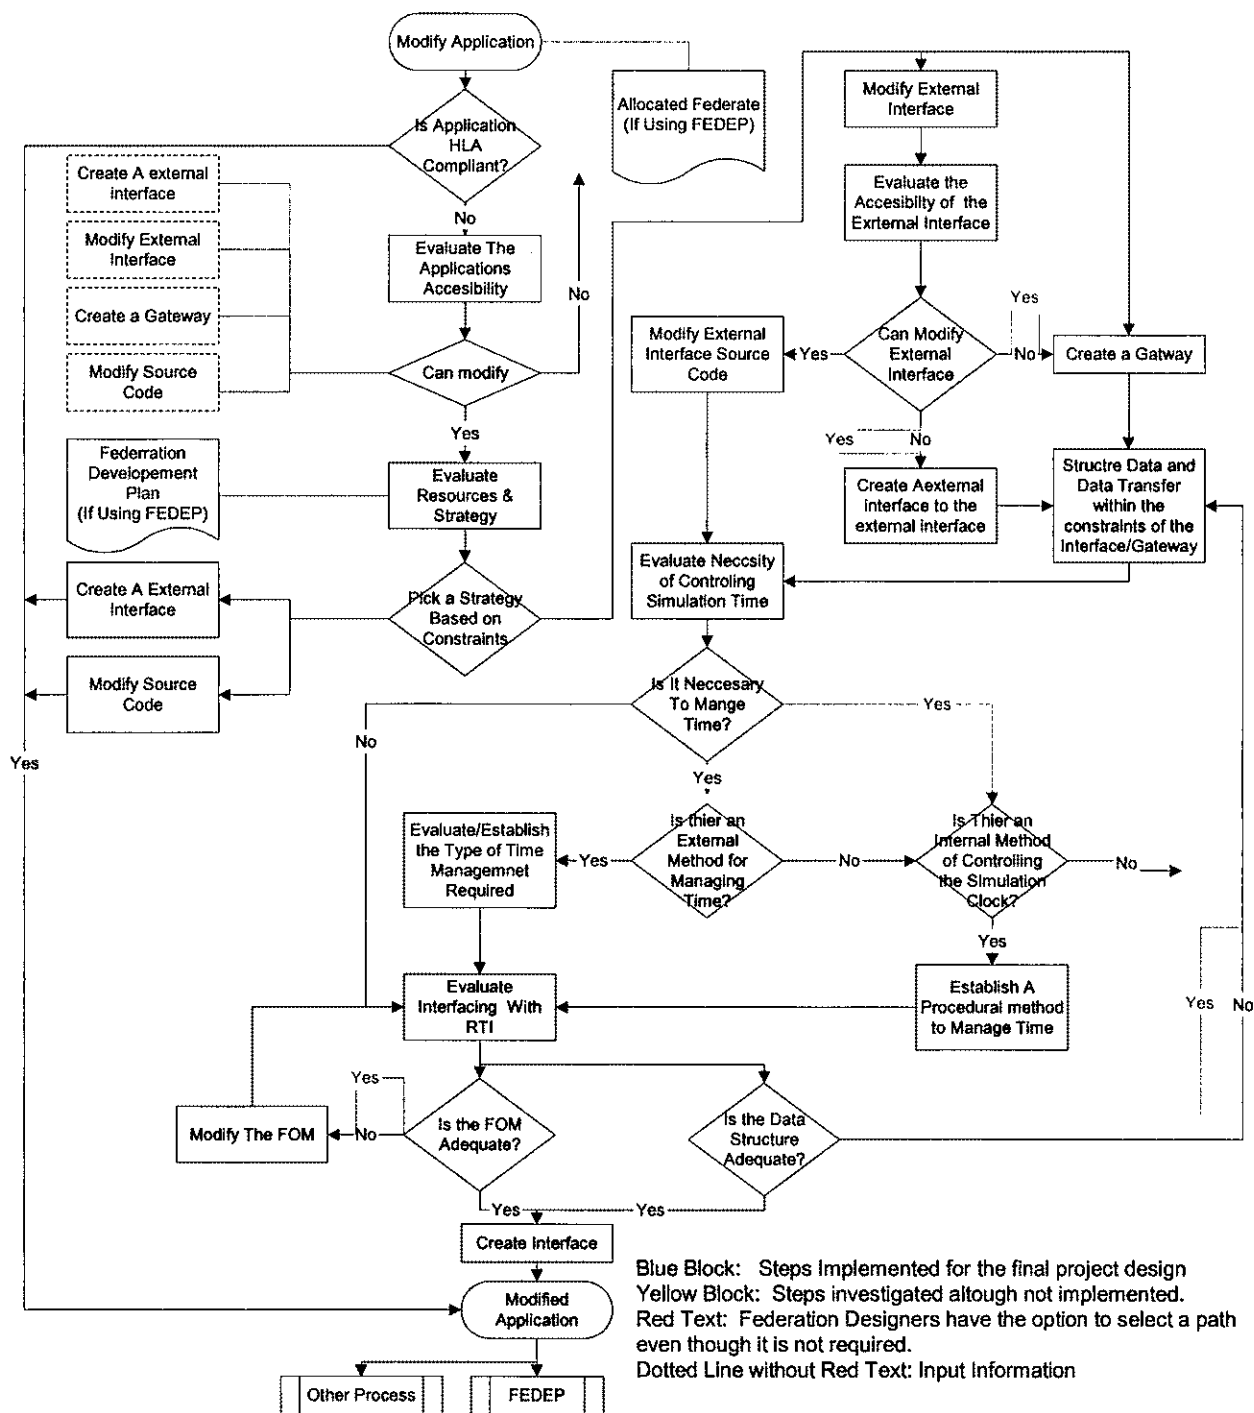 Modify Application
Allocated Federate
(If Using FEDEP)
Is Application
HLA
Compliant?
Create A external
interface
Modify External
Interface
Create a Gateway
Modify Source
Code
No
Evaluate The
Applications
Accesibility
No
Can modify
Yes
Federration
Developement
Plan
(If Using FEDEP)
Evaluate
Resources &
Strategy
Create A External
Interface
Pick a Strategy
Based on
Constraints
Modify Source
Code
Yes
Modify External
Interface
Evaluate the
Accesibilty of the
Exrternal Interface
Yes
Modify External
Interface Source
Code
Yes
Can Modify
External
Interface
No
Create a Gatway
Yes
No
Create Aexternal
interface to the
external interface
Structre Data and
Data Transfer
within the
constraints of the
Interface/Gateway
Evaluate Neccsity
of Controling
Simulation Time
Is It Neccesary
To Mange
Time?
Yes
No
Yes
Evaluate/Establish
the Type of Time
Managemnet
Required
Yes
Is thier an
External
Method for
Managing
Time?
No
Is Thier an
Internal Method
of Controlling
the Simulation
Clock?
No
Yes
Evaluate
Interfacing With
RTI
Establish A
Procedural method
to Manage Time
Yes
No
Yes
Modify The FOM
No
Is the FOM
Adequate?
Is the Data
Structure
Adequate?
Yes
Yes
Create Interface
Modified
Application
Other Process
FEDEP
Blue Block: Steps Implemented for the final project design
Yellow Block: Steps investigated altough not implemented.
Red Text: Federation Designers have the option to select a path
even though it is not required.
Dotted Line without Red Text: Input Information